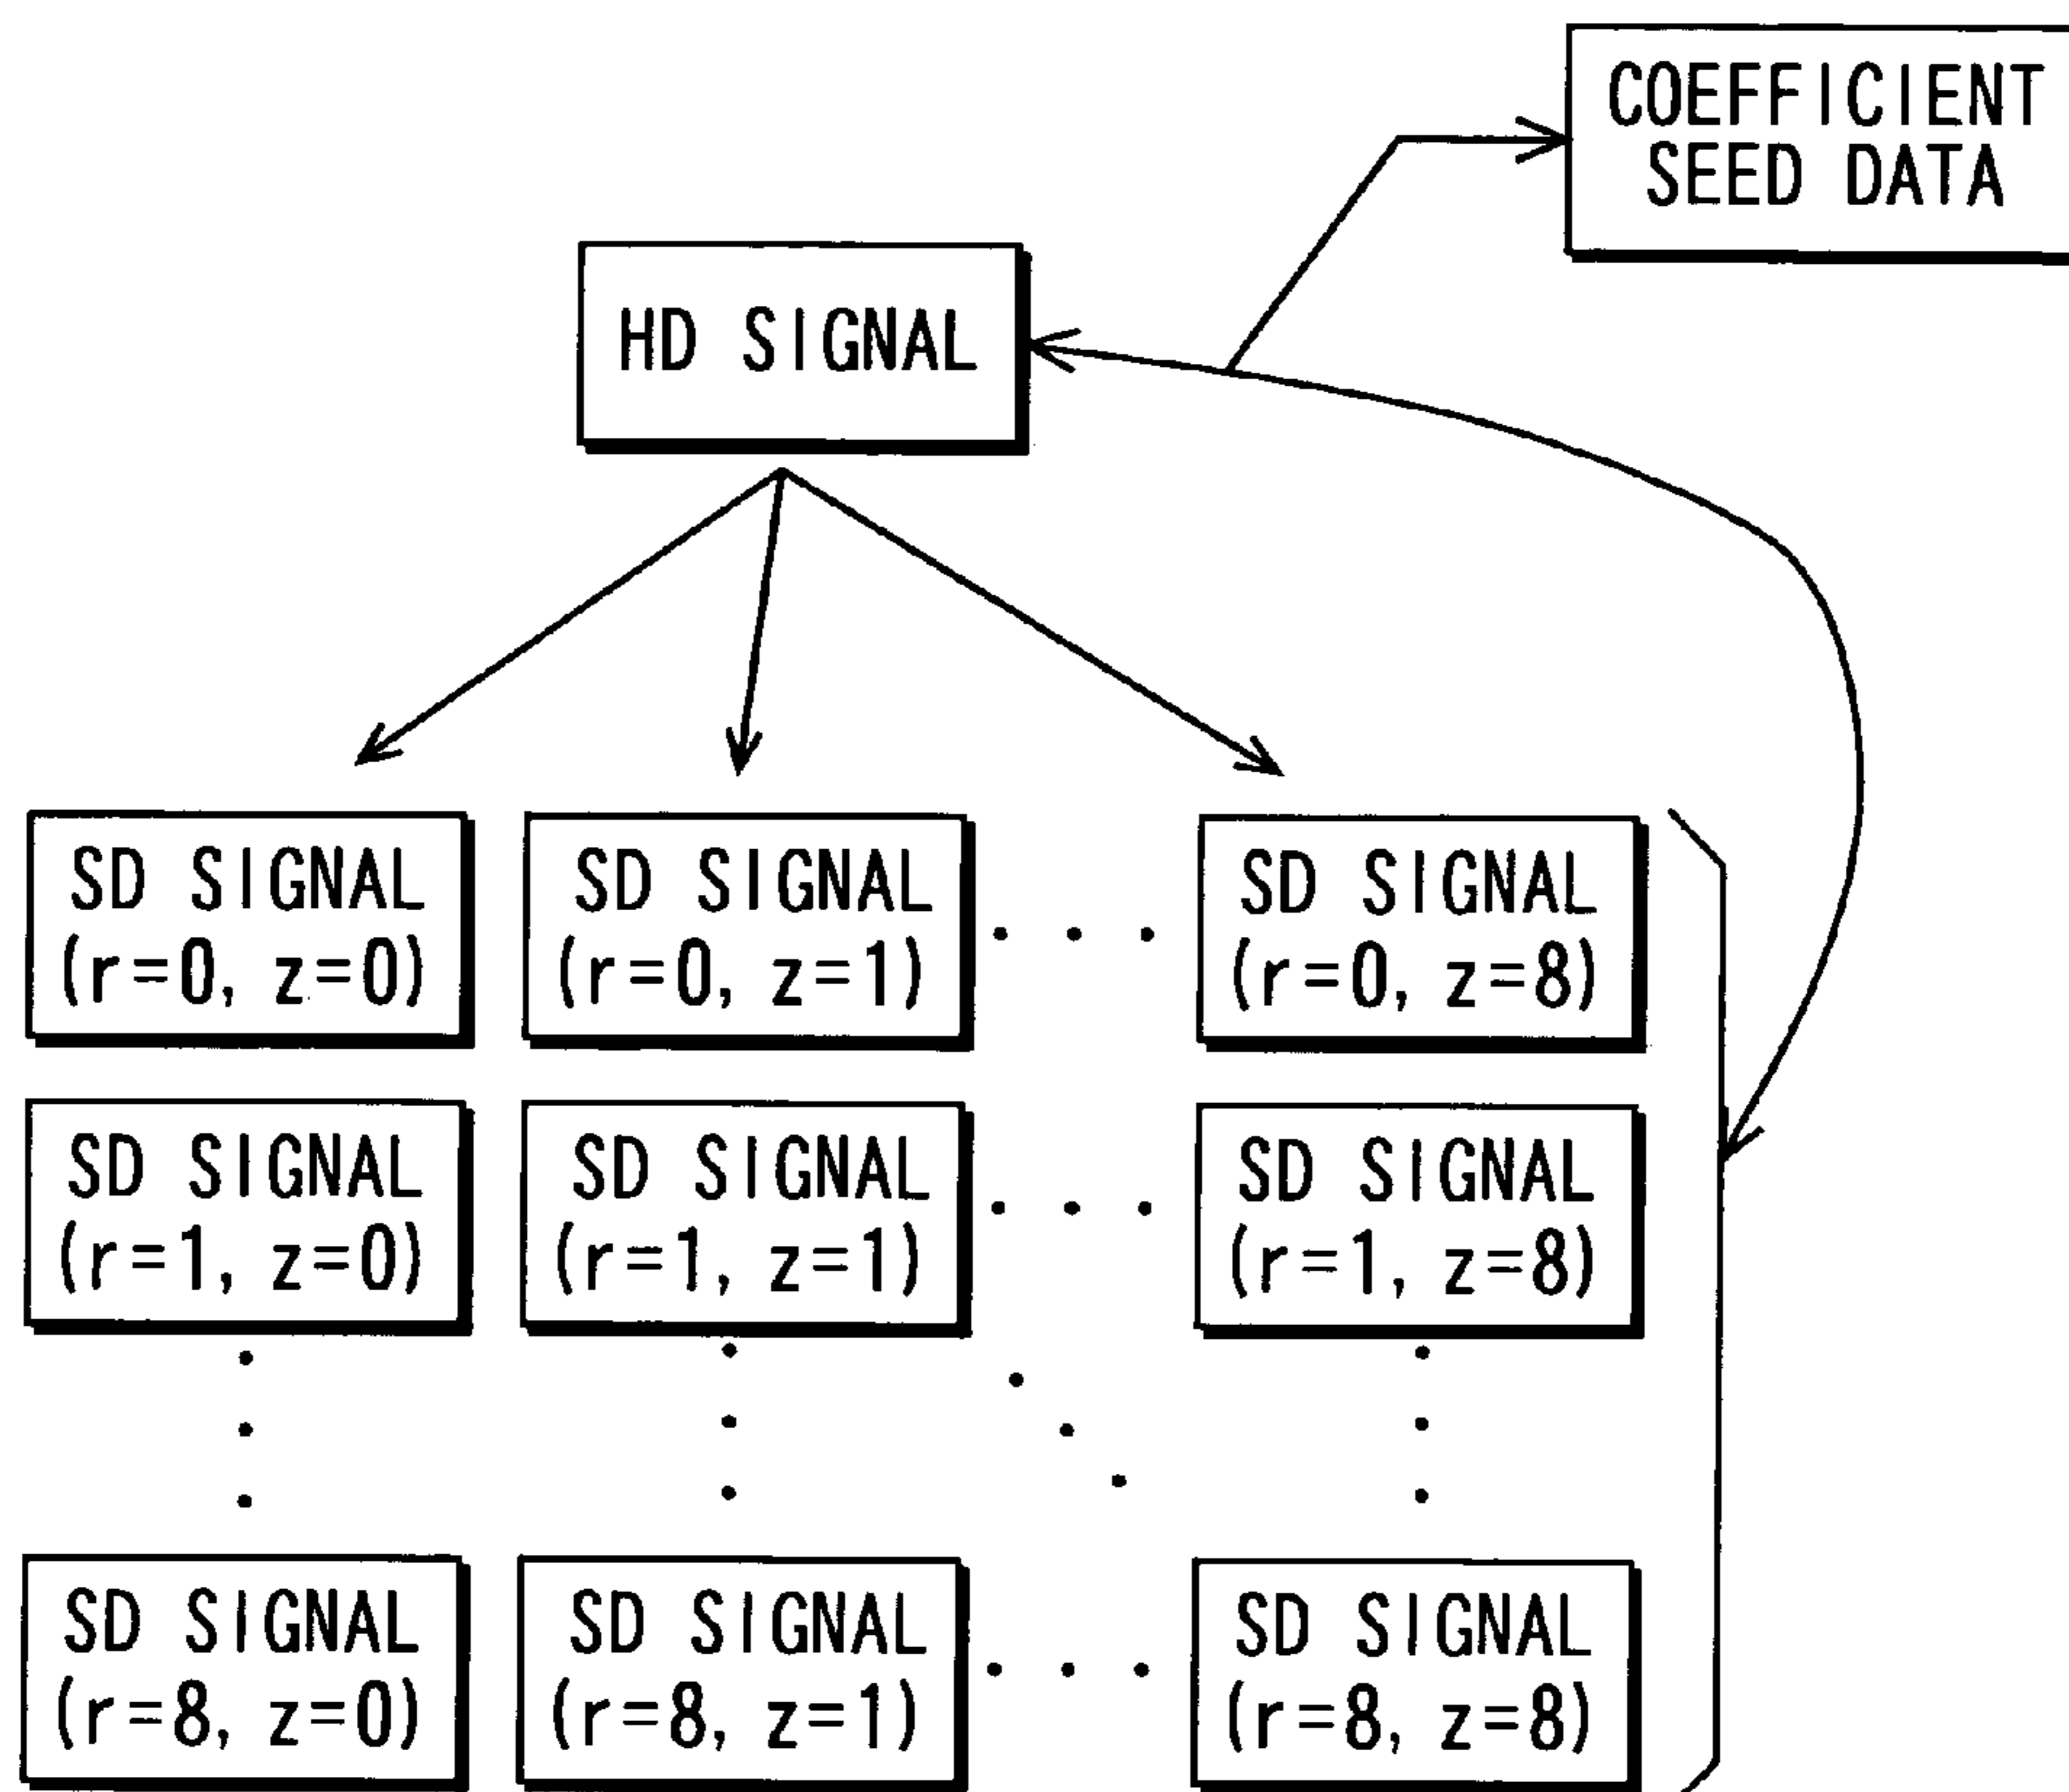 COEFFICIENT
SEED DATA
HD SIGNAL
SD SIGNAL
(r=0, z=0)
SD SIGNAL
(r=0, z=1)
SD SIGNAL
(r=0, z=8)
SD SIGNAL
(r=1, z=0)
SD SIGNAL
(r=1, z=1)
SD SIGNAL
(r=1, z=8)
SD SIGNAL
(r=8, z=0)
SD SIGNAL
(r=8, z=1)
SD SIGNAL
(r=8, z=8)